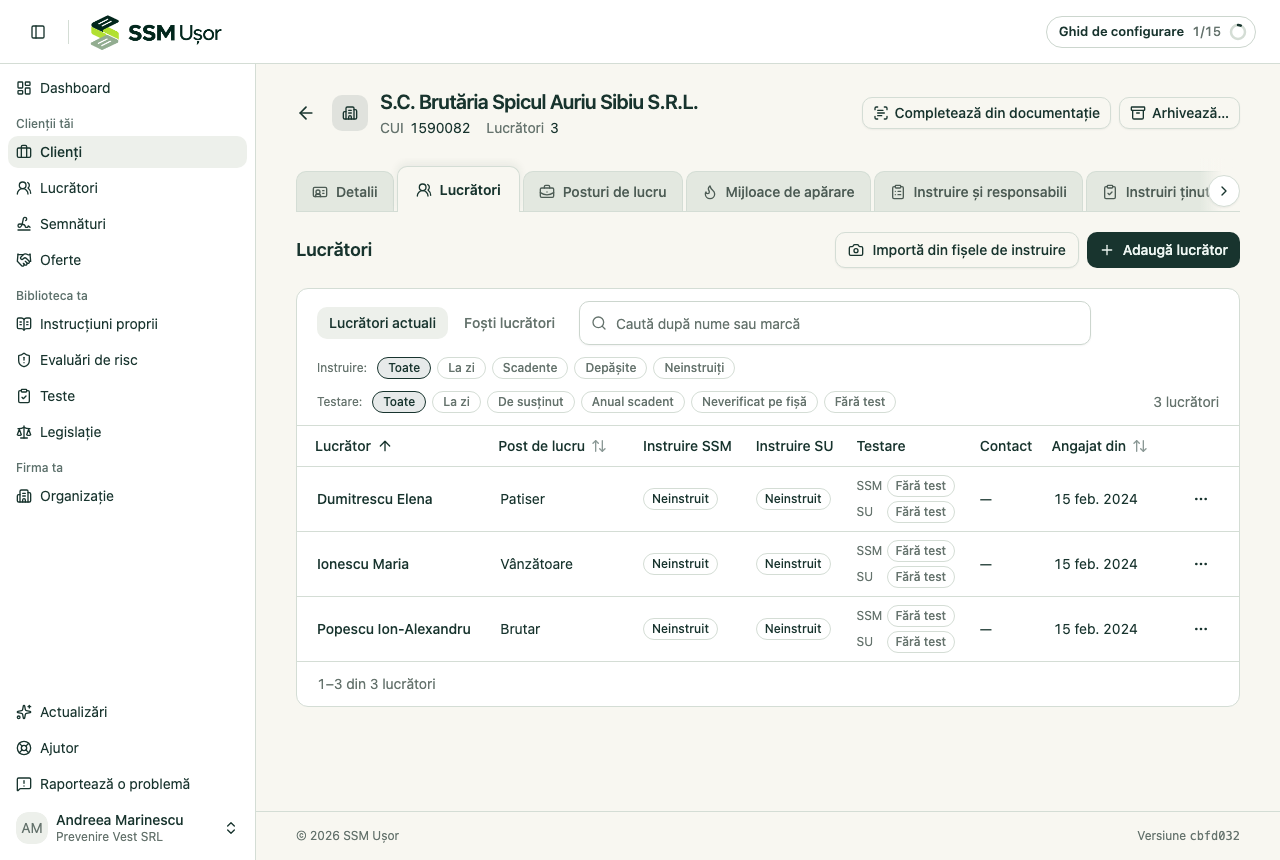 SSM Ușor
Ghid de configurare 1/15
Dashboard
Clienții tăi
Clienți
Lucrători
Semnături
Oferte
Biblioteca ta
Instrucțiuni proprii
Evaluări de risc
Teste
Legislație
Firma ta
Organizație
Actualizări
Ajutor
Raportează o problemă
AM
Andreea Marinescu
Prevenire Vest SRL
S.C. Brutăria Spicul Auriu Sibiu S.R.L.
CUI 1590082 Lucrători 3
Completează din documentație
Arhivează...
Detalii
Lucrători
Posturi de lucru
Mijloace de apărare
Instruire și responsabili
Instruiri ținut
Lucrători
Importă din fișele de instruire
Adaugă lucrător
Lucrători actuali
Foști lucrători
Caută după nume sau marcă
Instruire: Toate La zi Scadente Depășite Neinstruiți
Testare: Toate La zi De susținut Anual scadent Neverificat pe fișă Fără test
3 lucrători
Lucrător Post de lucru Instruire SSM Instruire SU Testare Contact Angajat din
Dumitrescu Elena Patiser Neinstruit Neinstruit SSM Fără test SU Fără test — 15 feb. 2024
Ionescu Maria Vânzătoare Neinstruit Neinstruit SSM Fără test SU Fără test — 15 feb. 2024
Popescu Ion-Alexandru Brutar Neinstruit Neinstruit SSM Fără test SU Fără test — 15 feb. 2024
1–3 din 3 lucrători
© 2026 SSM Ușor
Versiune cbfd032